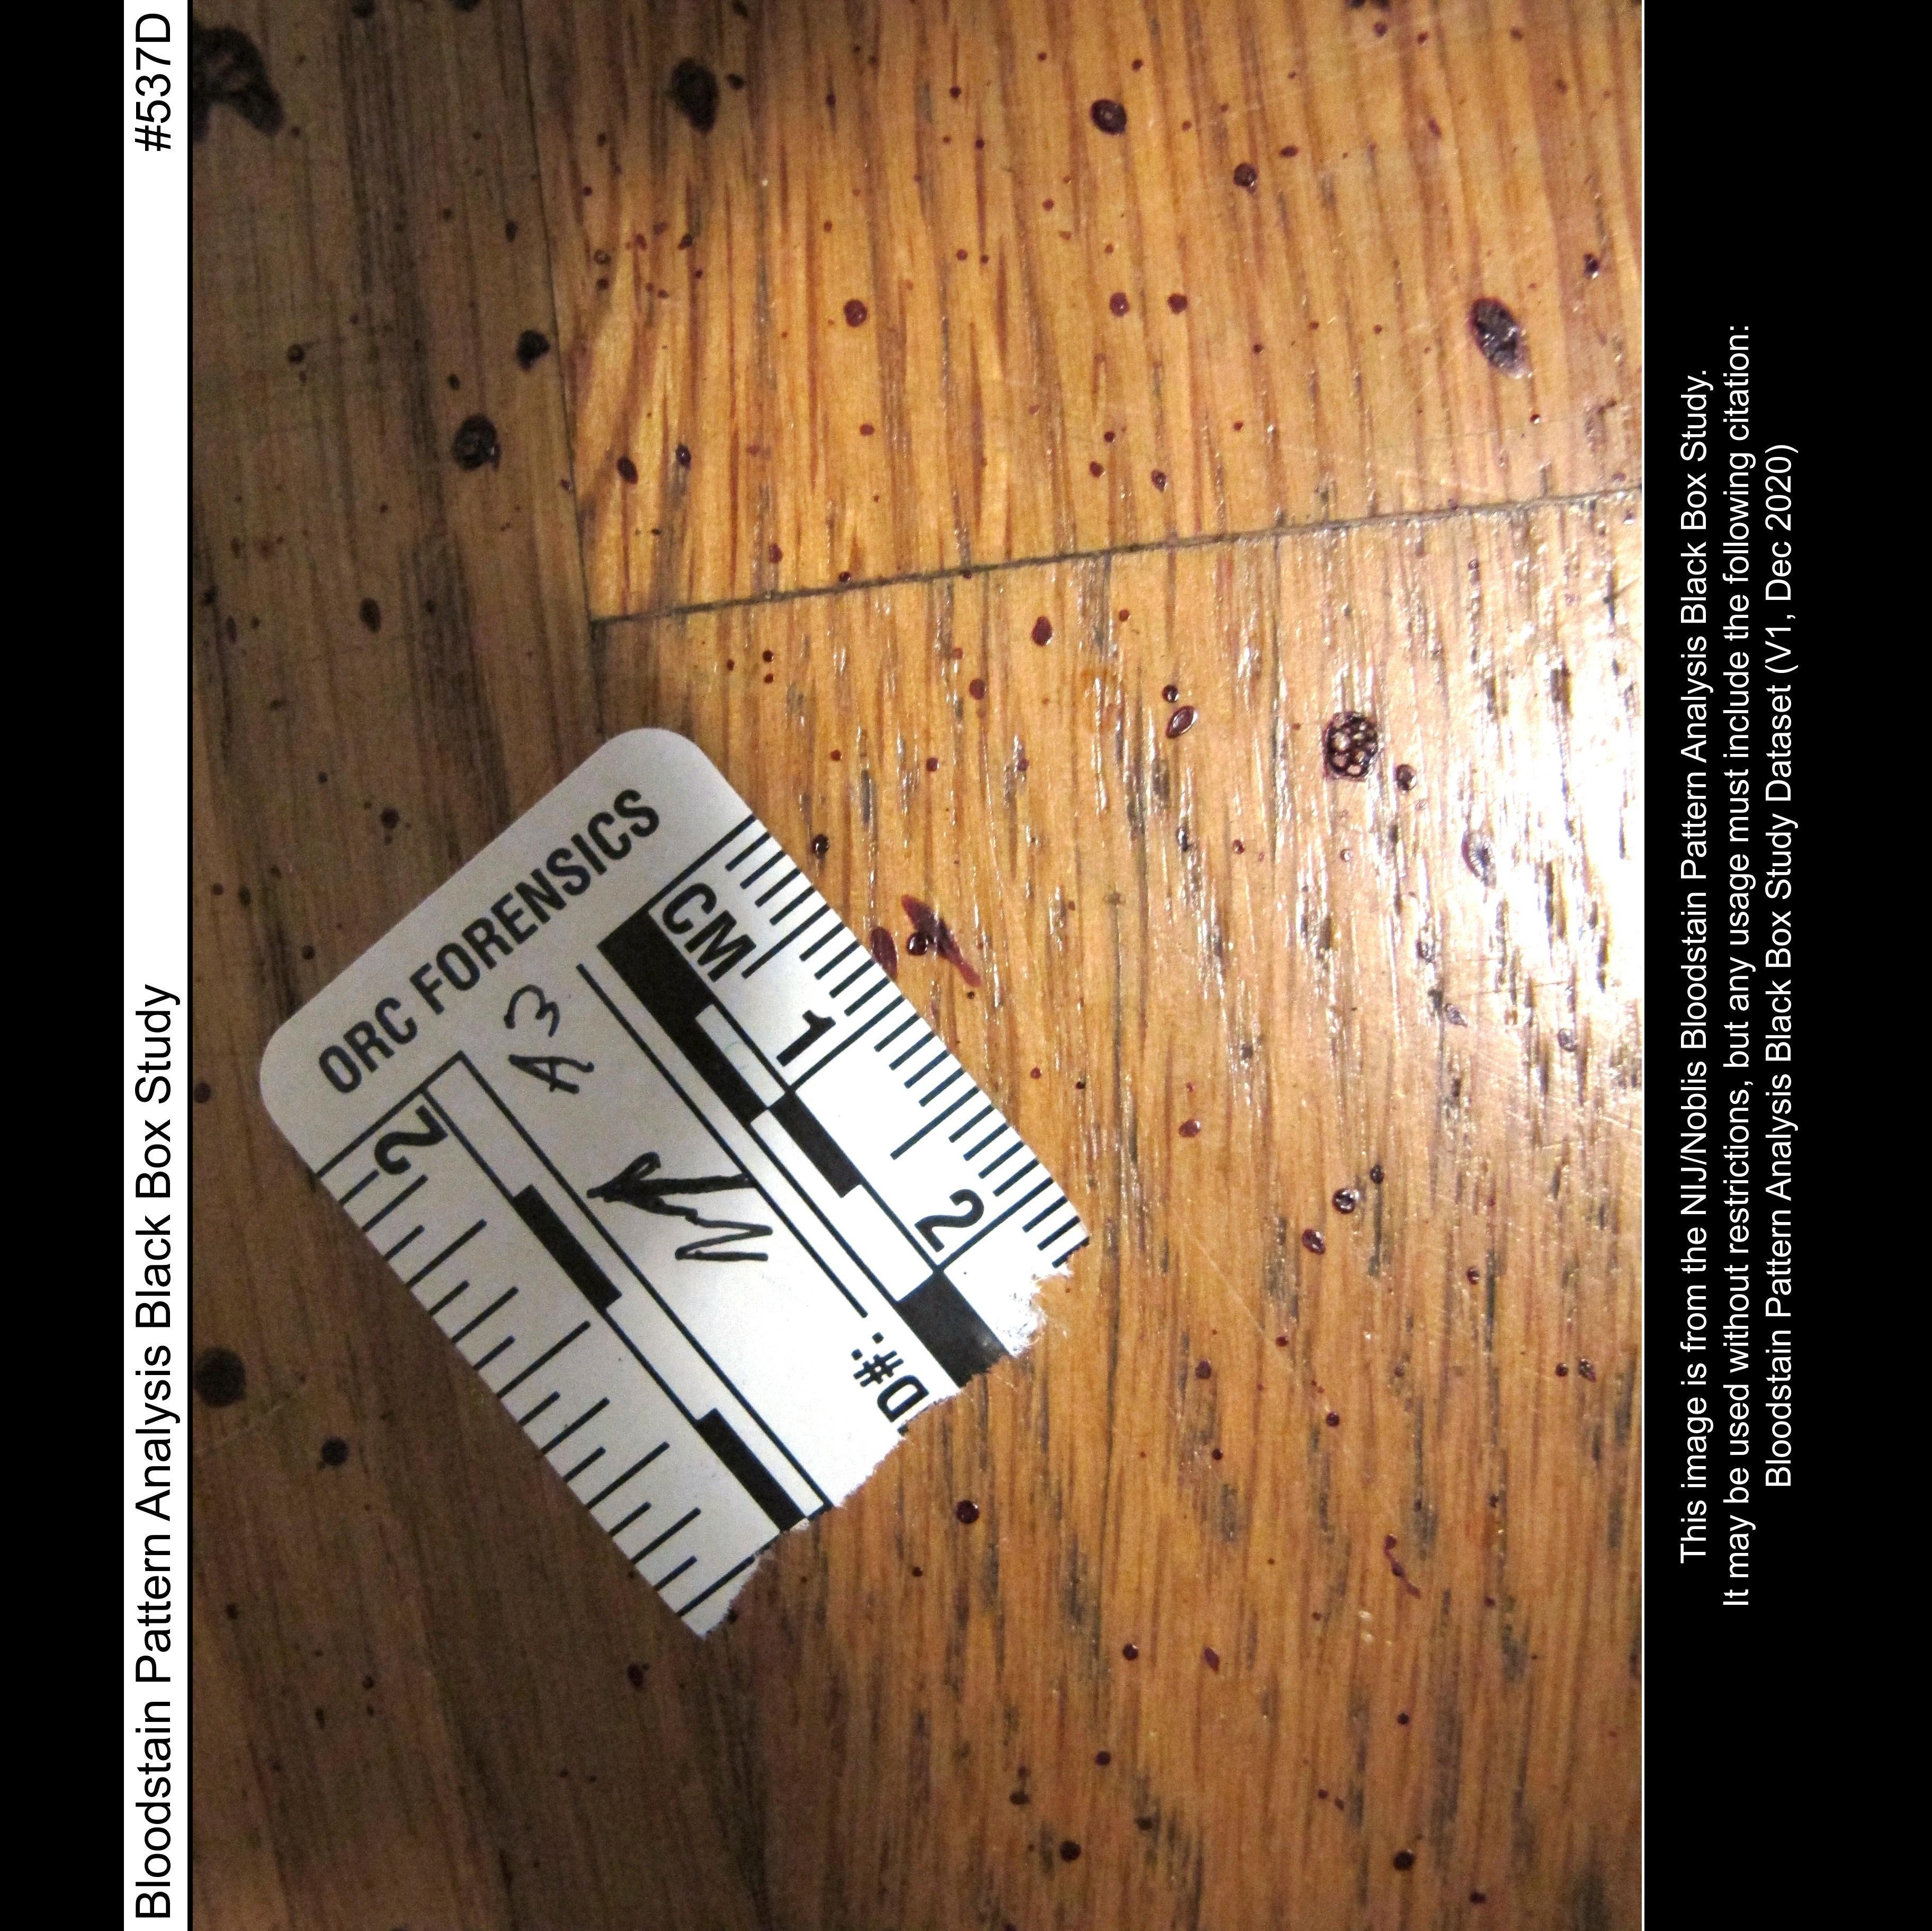 Bloodstain Pattern Analysis Black Box Study #537D
ORC FORENSICS
A3
2
CM
1
2
N
D#:
This image is from the NIJ/Noblis Bloodstain Pattern Analysis Black Box Study.
It may be used without restrictions, but any usage must include the following citation:
Bloodstain Pattern Analysis Black Box Study Dataset (V1, Dec 2020)